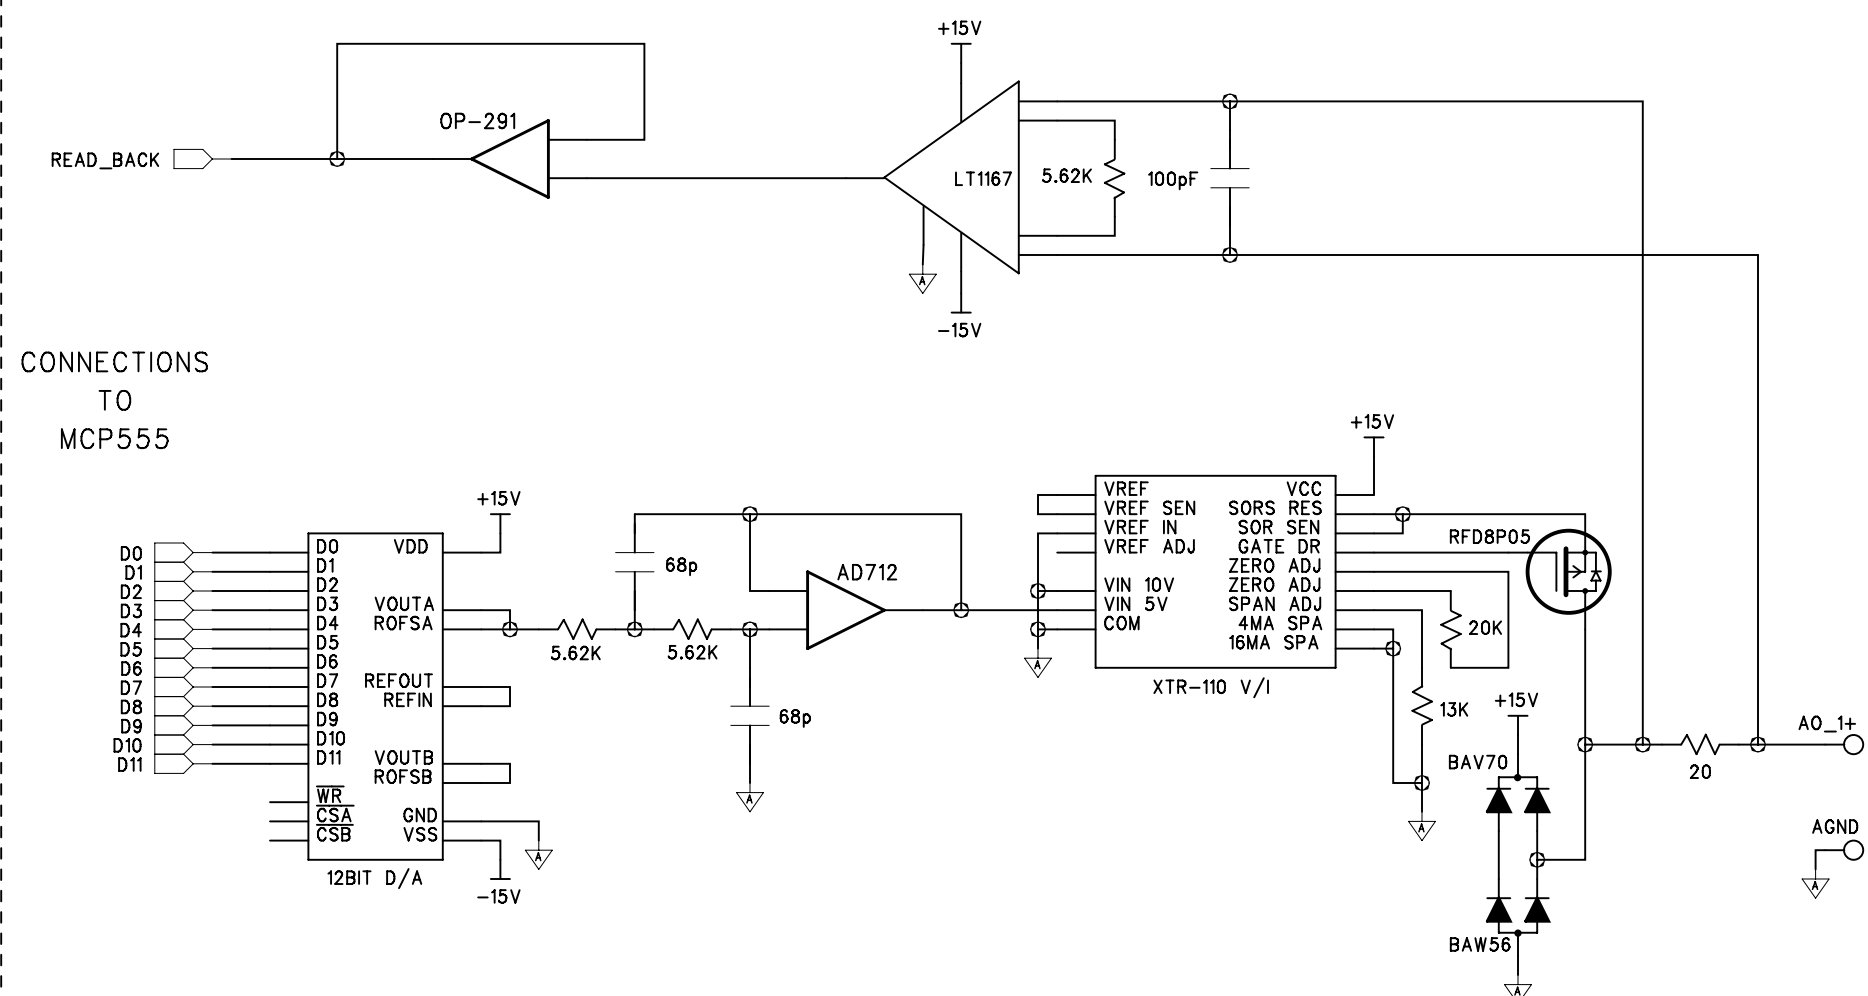 +15V
OP-291
READ_BACK
LT1167
5.62K
100pF
A
-15V
CONNECTIONS
TO
MCP555
+15V
+15V
D0
D1
D2
D3
D4
D5
D6
D7
D8
D9
D10
D11
D0
D1
D2
D3
D4
D5
D6
D7
D8
D9
D10
D11
WR
CSA
CSB
VDD
VOUTA
ROFSA
REFOUT
REFIN
VOUTB
ROFSB
GND
VSS
12BIT D/A
A
-15V
5.62K
68p
5.62K
AD712
68p
A
VREF
VREF SEN
VREF IN
VREF ADJ
VIN 10V
VIN 5V
COM
A
VCC
SORS RES
SOR SEN
GATE DR
ZERO ADJ
ZERO ADJ
SPAN ADJ
4MA SPA
16MA SPA
XTR-110 V/I
RFD8P05
20K
13K
A
+15V
BAV70
BAW56
A
20
AO_1+
AGND
A